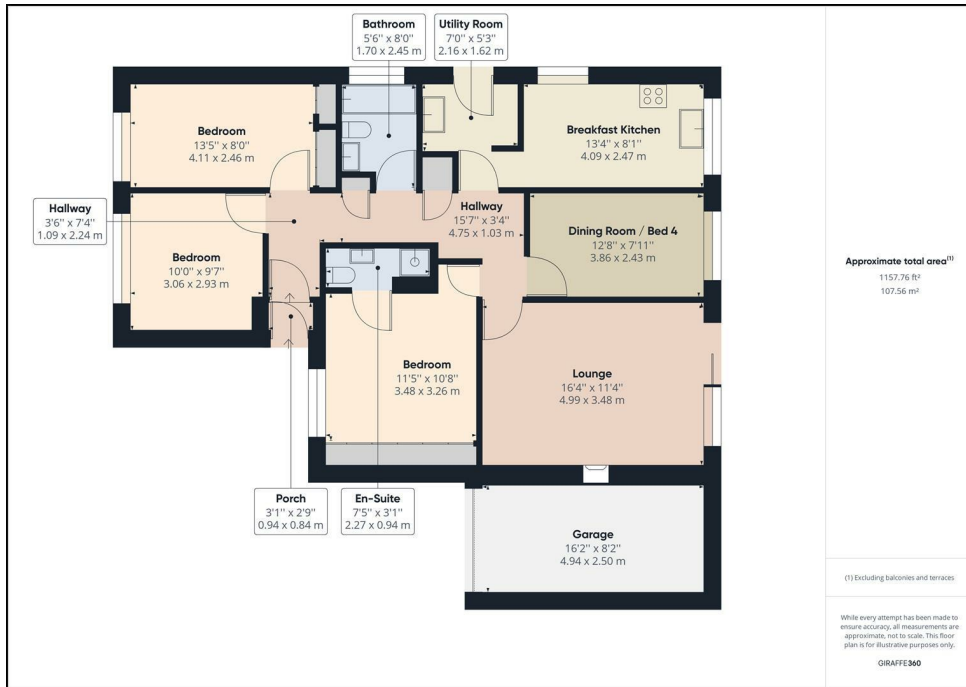 Bathroom
5'6" x 8'0"
1.70 x 2.45 m
Utility Room
7'0" x 5'3"
2.16 x 1.62 m
Bedroom
13'5" x 8'0"
4.11 x 2.46 m
Breakfast Kitchen
13'4" x 8'1"
4.09 x 2.47 m
Hallway
3'6" x 7'4"
1.09 x 2.24 m
Hallway
15'7" x 3'4"
4.75 x 1.03 m
Dining Room / Bed 4
12'8" x 7'11"
3.86 x 2.43 m
Bedroom
10'0" x 9'7"
3.06 x 2.93 m
Bedroom
11'5" x 10'8"
3.48 x 3.26 m
Lounge
16'4" x 11'4"
4.99 x 3.48 m
Porch
3'1" x 2'9"
0.94 x 0.84 m
En-Suite
7'5" x 3'1"
2.27 x 0.94 m
Garage
16'2" x 8'2"
4.94 x 2.50 m
Approximate total area(1)
1157.76 ft²
107.56 m²
(1) Excluding balconies and terraces
While every attempt has been made to
ensure accuracy, all measurements are
approximate, not to scale. This floor
plan is for illustrative purposes only.
GIRAFFE360